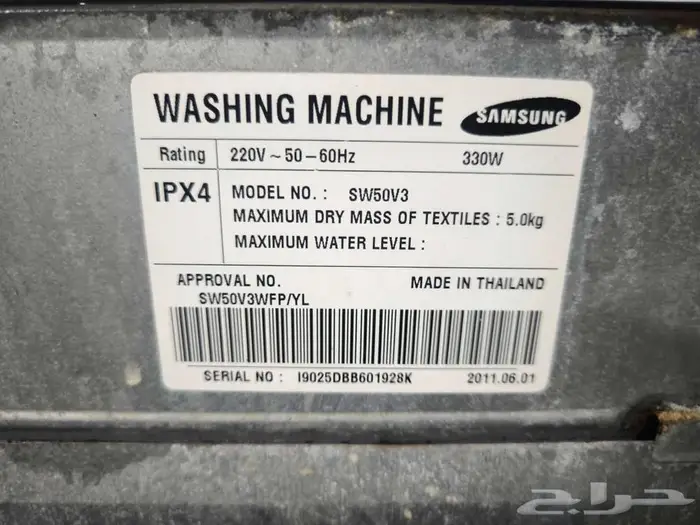 WASHING MACHINE SAMSUNG
Rating 220V ~ 50-60Hz 330W
IPX4 MODEL NO. : SW50V3
MAXIMUM DRY MASS OF TEXTILES : 5.0kg
MAXIMUM WATER LEVEL :
APPROVAL NO. MADE IN THAILAND
SW50V3WFP/YL
SERIAL NO : I9025DBB601928K 2011.06.01
حراج